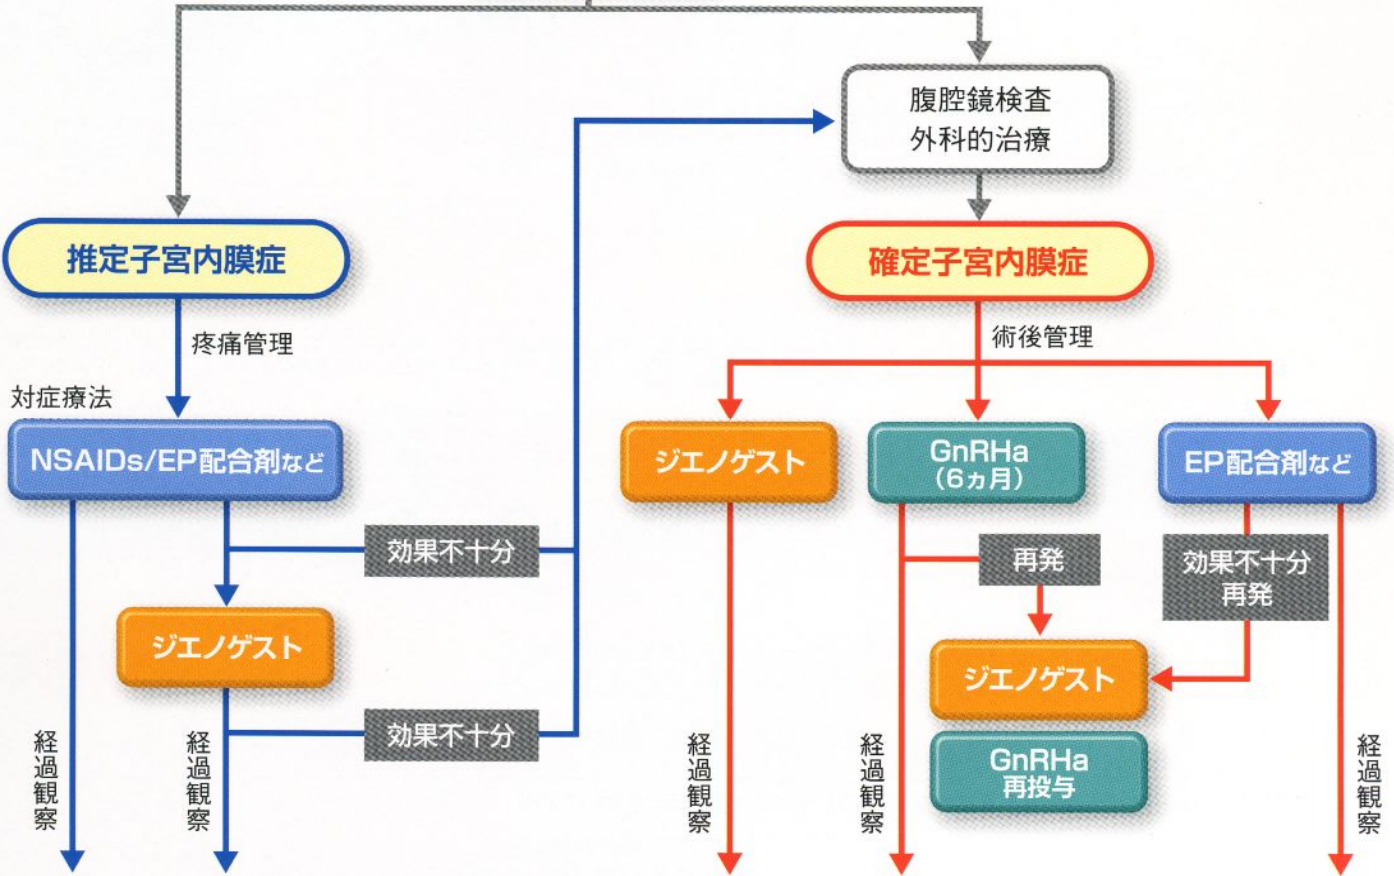 腹腔鏡検査
外科的治療
推定子宮内膜症
確定子宮内膜症
疼痛管理
術後管理
対症療法
NSAIDs/EP配合剤など
ジエノゲスト
GnRHa
（6ヵ月）
EP配合剤など
効果不十分
再発
効果不十分
再発
ジエノゲスト
ジエノゲスト
効果不十分
GnRHa
再投与
経過観察
経過観察
経過観察
経過観察
経過観察